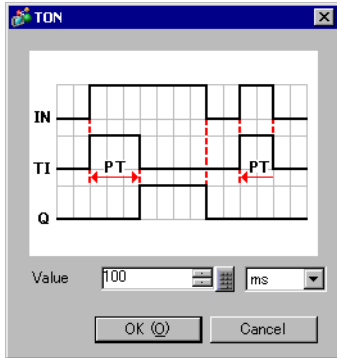 TON
IN
TI PT PT
Q
Value 100 ms
OK (O) Cancel